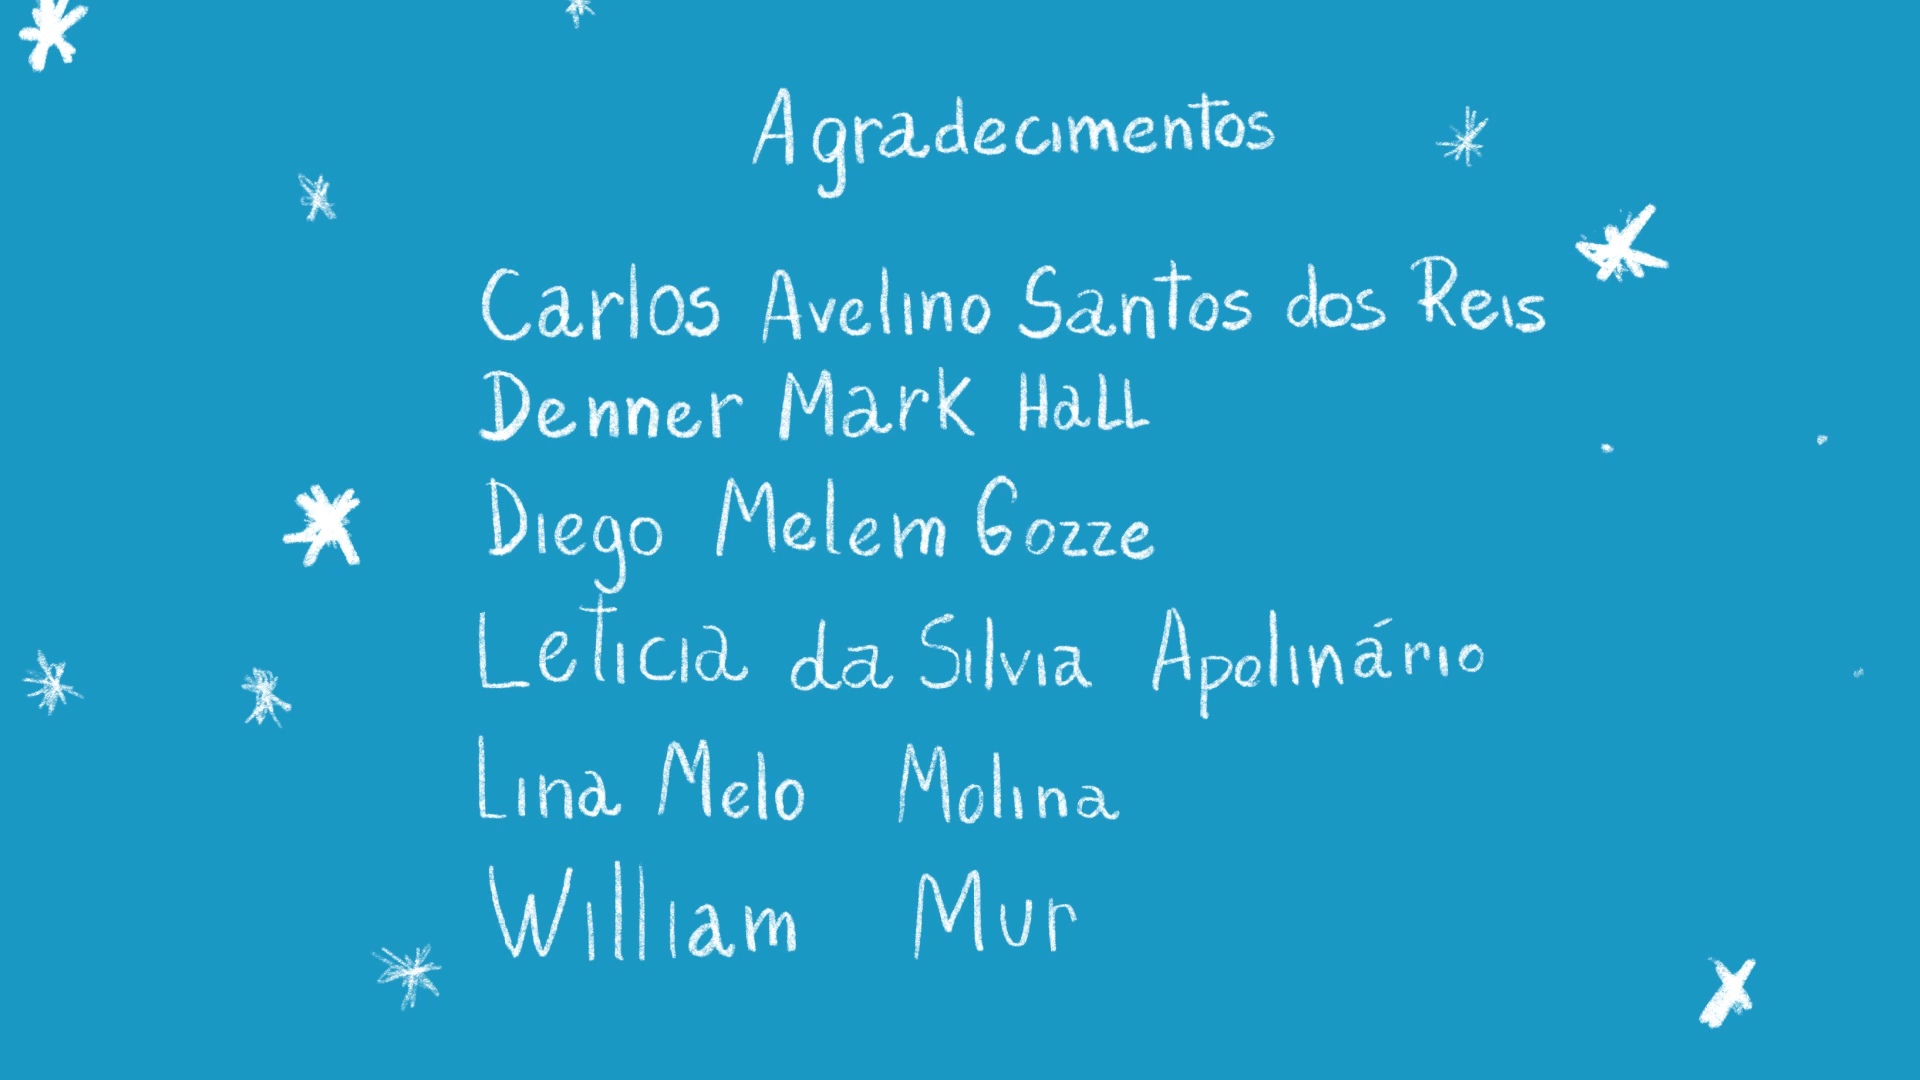 Agradecimentos
Carlos Avelino Santos dos Reis
Denner Mark Hall
Diego Melem Gozze
Leticia da Silvia Apolinário
Lina Melo Molina
William Mur